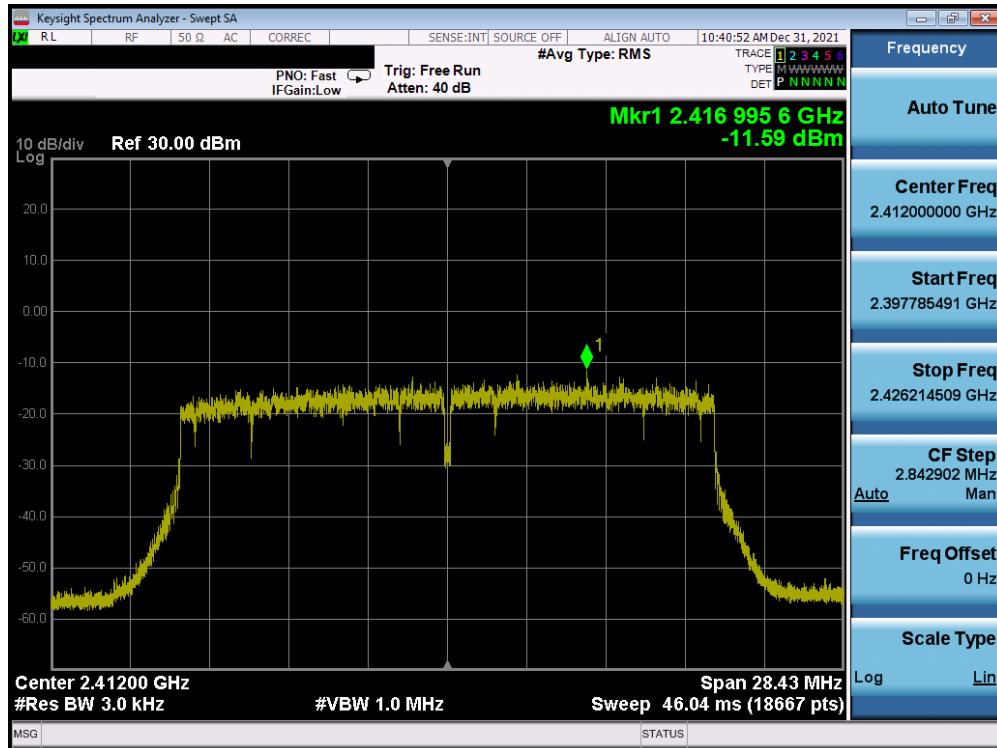 Keysight Spectrum Analyzer - Swept SA
LXI RL RF 50 Ω AC CORREC SENSE:INT SOURCE OFF ALIGN AUTO 10:40:52 AM Dec 31, 2021
PNO: Fast
IFGain:Low
Trig: Free Run
Atten: 40 dB
#Avg Type: RMS
TRACE 1 2 3 4 5 6
TYPE M W W W W W
DET P N N N N N
Mkr1 2.416 995 6 GHz
-11.59 dBm
10 dB/div Ref 30.00 dBm
Log
20.0
10.0
0.00
-10.0
-20.0
-30.0
-40.0
-50.0
-60.0
1
Center 2.41200 GHz Span 28.43 MHz
#Res BW 3.0 kHz #VBW 1.0 MHz Sweep 46.04 ms (18667 pts)
MSG STATUS
Frequency
Auto Tune
Center Freq
2.412000000 GHz
Start Freq
2.397785491 GHz
Stop Freq
2.426214509 GHz
CF Step
2.842902 MHz
Auto Man
Freq Offset
0 Hz
Scale Type
Log Lin